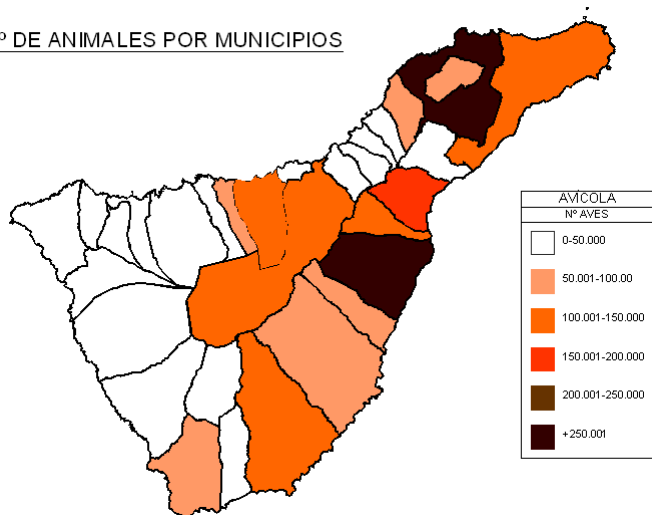 º DE ANIMALES POR MUNICIPIOS
AVÍCOLA
Nº AVES
0-50.000
50.001-100.00
100.001-150.000
150.001-200.000
200.001-250.000
+250.001